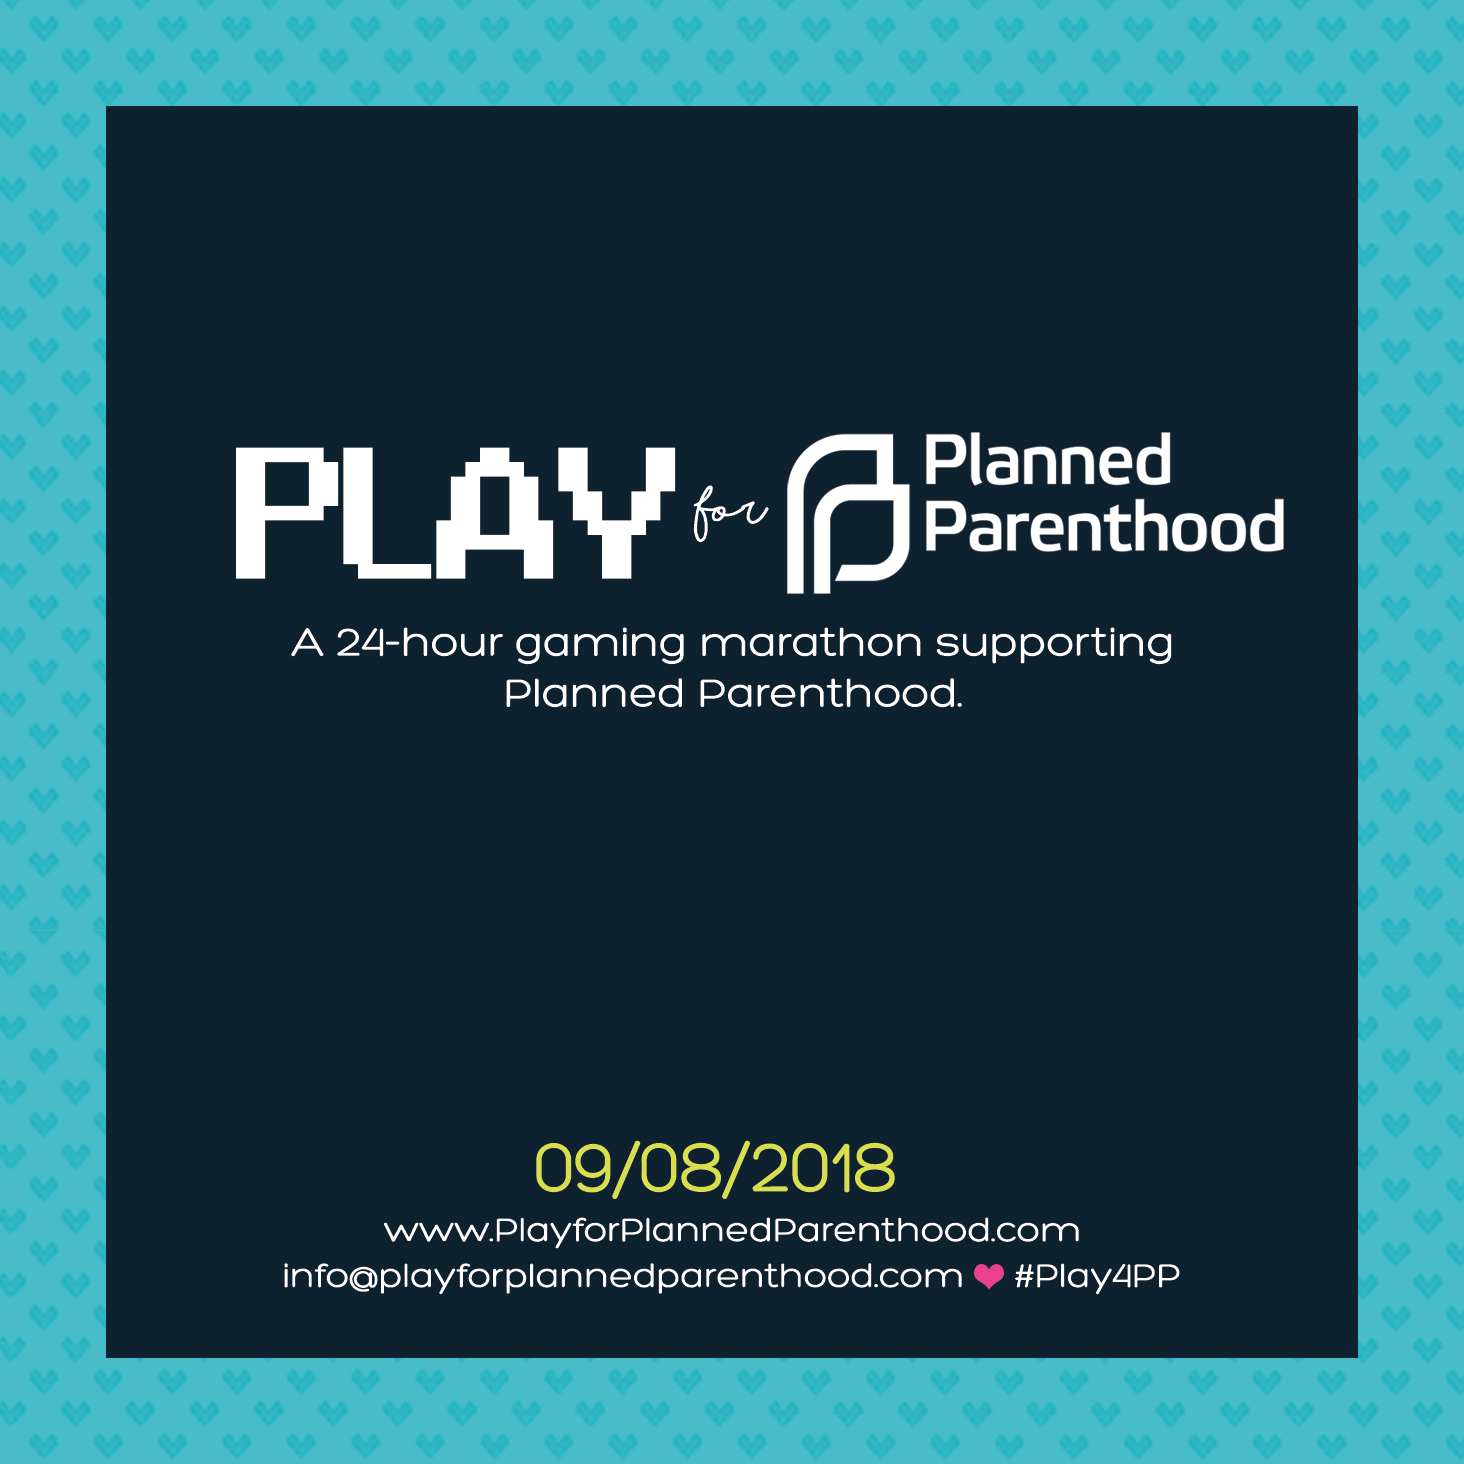 PLAY for Planned Parenthood
A 24-hour gaming marathon supporting
Planned Parenthood.
09/08/2018
www.PlayforPlannedParenthood.com
info@playforplannedparenthood.com ❤ #Play4PP